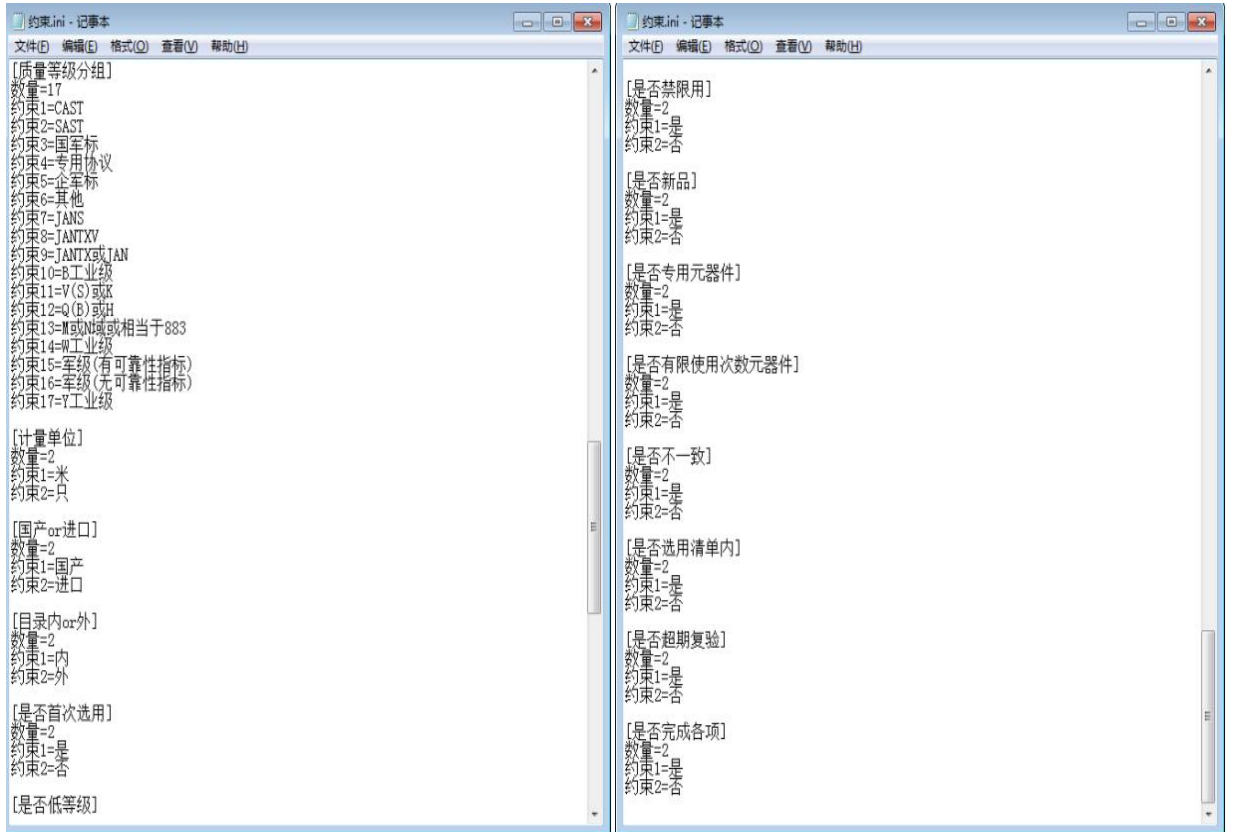 约束.ini - 记事本
文件(F) 编辑(E) 格式(O) 查看(V) 帮助(H)
[质量等级分组]
数量=17
约束1=CAST
约束2=SAST
约束3=国军标
约束4=专用协议
约束5=企军标
约束6=其他
约束7=JANS
约束8=JANTXV
约束9=JANTX或JAN
约束10=B工业级
约束11=V(S)或K
约束12=Q(B)或H
约束13=M或N域或相当于883
约束14=W工业级
约束15=军级(有可靠性指标)
约束16=军级(无可靠性指标)
约束17=Y工业级
[计量单位]
数量=2
约束1=米
约束2=只
[国产or进口]
数量=2
约束1=国产
约束2=进口
[目录内or外]
数量=2
约束1=内
约束2=外
[是否首次选用]
数量=2
约束1=是
约束2=否
[是否低等级]
约束.ini - 记事本
文件(F) 编辑(E) 格式(O) 查看(V) 帮助(H)
[是否禁限用]
数量=2
约束1=是
约束2=否
[是否新品]
数量=2
约束1=是
约束2=否
[是否专用元器件]
数量=2
约束1=是
约束2=否
[是否有限使用次数元器件]
数量=2
约束1=是
约束2=否
[是否不一致]
数量=2
约束1=是
约束2=否
[是否选用清单内]
数量=2
约束1=是
约束2=否
[是否超期复验]
数量=2
约束1=是
约束2=否
[是否完成各项]
数量=2
约束1=是
约束2=否